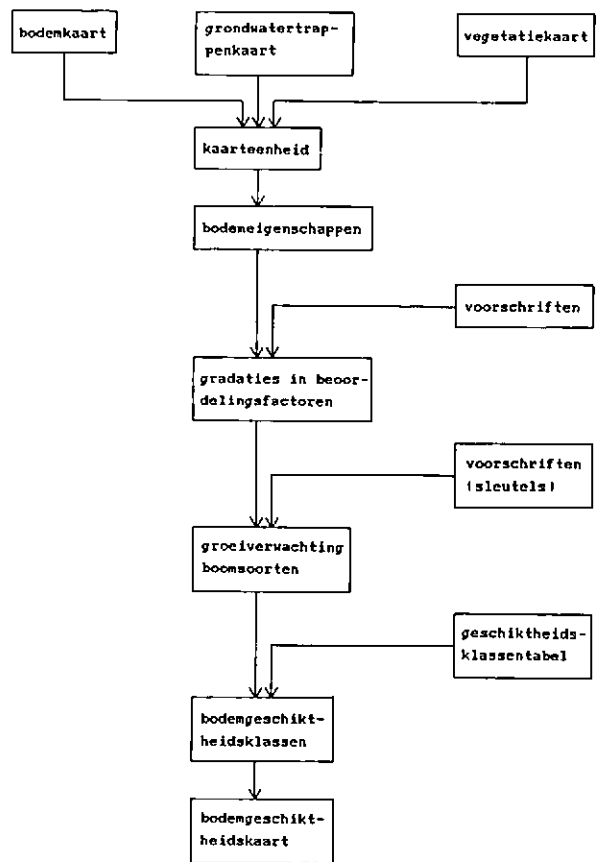 bodemkaart
grondwatertrap-
penkaart
vegetatiekaart
kaarteenheid
bodemeigenschappen
voorschriften
gradaties in beoor-
delingsfactoren
voorschriften
(sleutels)
groeiverwachting
boomsoorten
geschiktheids-
klassentabel
bodemgeschikt-
heidsklassen
bodemgeschikt-
heidskaart